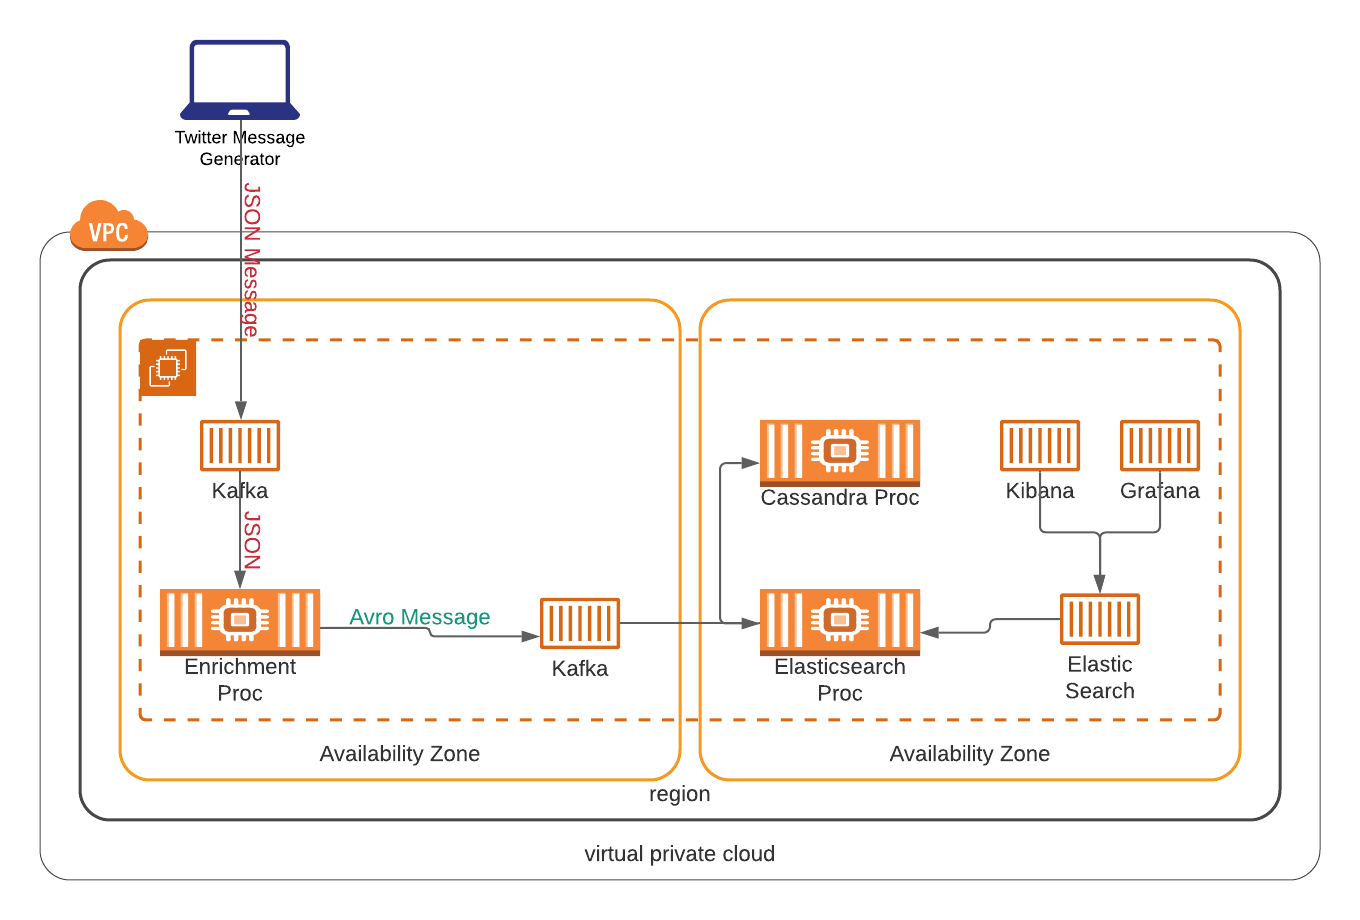 Twitter Message
Generator
JSON Message
VPC
Kafka
JSON
Cassandra Proc
Kibana
Grafana
Avro Message
Enrichment
Proc
Kafka
Elasticsearch
Proc
Elastic
Search
Availability Zone
Availability Zone
region
virtual private cloud